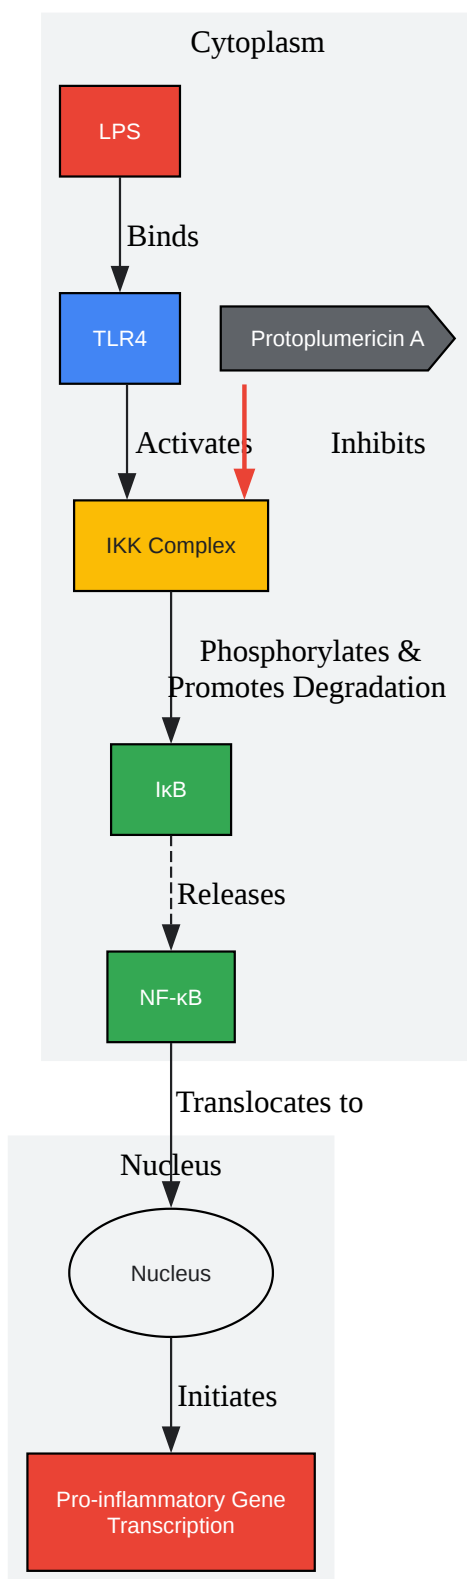 Cytoplasm
LPS
Binds
TLR4
Protoplumericin A
Activates
Inhibits
IKK Complex
Phosphorylates &
Promotes Degradation
IκB
Releases
NF-κB
Translocates to
Nucleus
Nucleus
Initiates
Pro-inflammatory Gene
Transcription